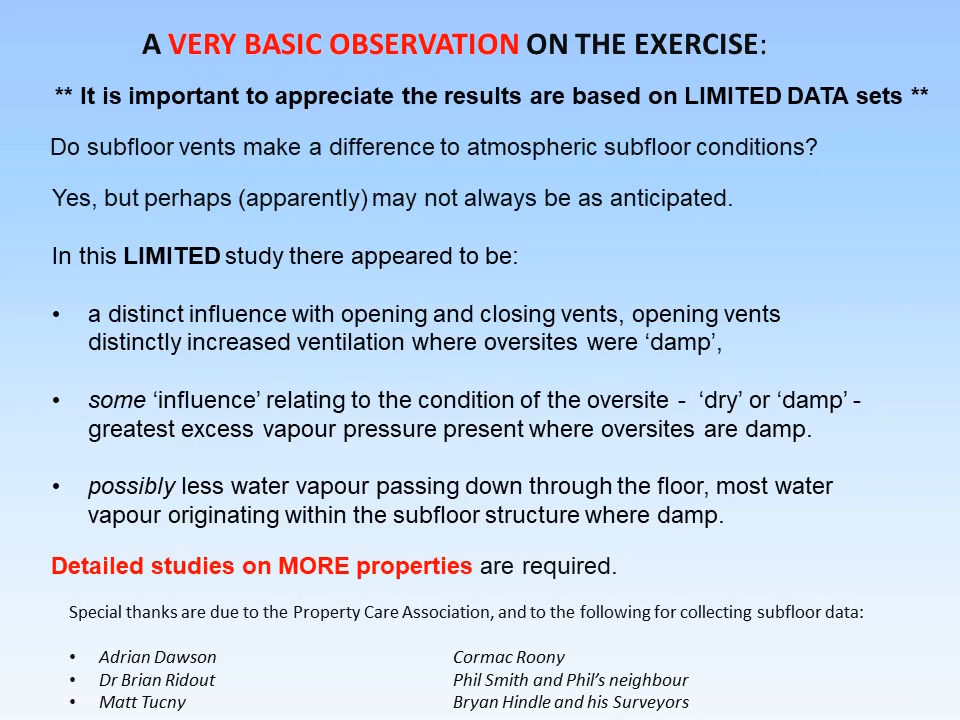 A VERY BASIC OBSERVATION ON THE EXERCISE:
** It is important to appreciate the results are based on LIMITED DATA sets **
Do subfloor vents make a difference to atmospheric subfloor conditions?
Yes, but perhaps (apparently) may not always be as anticipated.
In this LIMITED study there appeared to be:
• a distinct influence with opening and closing vents, opening vents
distinctly increased ventilation where oversites were ‘damp’,
• some ‘influence’ relating to the condition of the oversite - ‘dry’ or ‘damp’ -
greatest excess vapour pressure present where oversites are damp.
• possibly less water vapour passing down through the floor, most water
vapour originating within the subfloor structure where damp.
Detailed studies on MORE properties are required.
Special thanks are due to the Property Care Association, and to the following for collecting subfloor data:
• Adrian Dawson
• Dr Brian Ridout
• Matt Tucny
Cormac Roony
Phil Smith and Phil’s neighbour
Bryan Hindle and his Surveyors